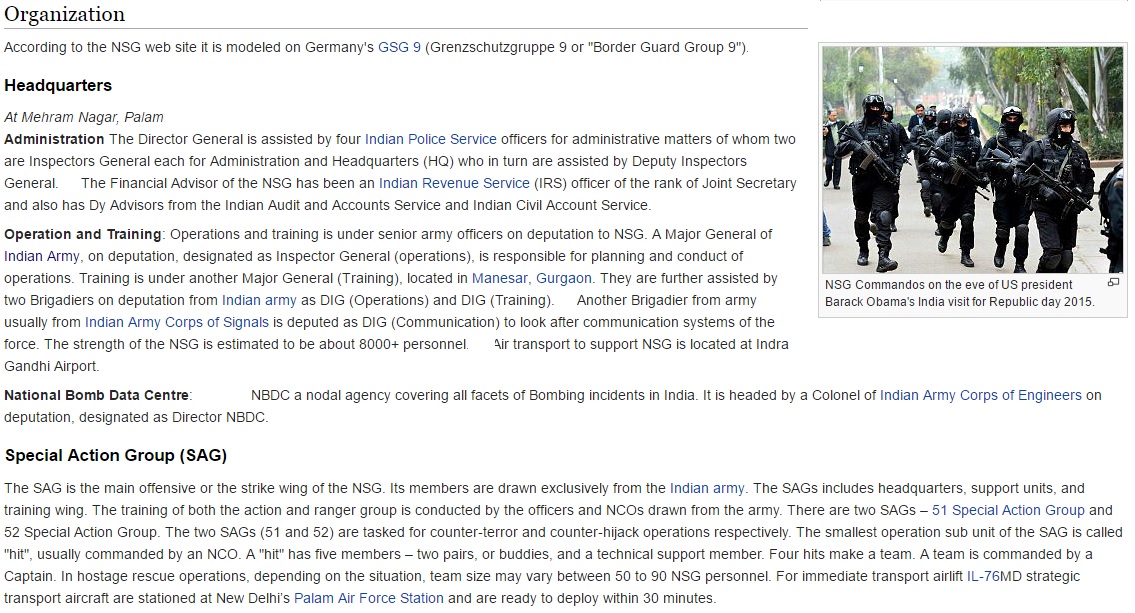 Organization
According to the NSG web site it is modeled on Germany's GSG 9 (Grenzschutzgruppe 9 or "Border Guard Group 9").
Headquarters
At Mehram Nagar, Palam
Administration The Director General is assisted by four Indian Police Service officers for administrative matters of whom two
are Inspectors General each for Administration and Headquarters (HQ) who in turn are assisted by Deputy Inspectors
General. The Financial Advisor of the NSG has been an Indian Revenue Service (IRS) officer of the rank of Joint Secretary
and also has Dy Advisors from the Indian Audit and Accounts Service and Indian Civil Account Service.
Operation and Training: Operations and training is under senior army officers on deputation to NSG. A Major General of
Indian Army, on deputation, designated as Inspector General (operations), is responsible for planning and conduct of
operations. Training is under another Major General (Training), located in Manesar, Gurgaon. They are further assisted by
two Brigadiers on deputation from Indian army as DIG (Operations) and DIG (Training). Another Brigadier from army
usually from Indian Army Corps of Signals is deputed as DIG (Communication) to look after communication systems of the
force. The strength of the NSG is estimated to be about 8000+ personnel. Air transport to support NSG is located at Indra
Gandhi Airport.
National Bomb Data Centre: NBDC a nodal agency covering all facets of Bombing incidents in India. It is headed by a Colonel of Indian Army Corps of Engineers on
deputation, designated as Director NBDC.
Special Action Group (SAG)
The SAG is the main offensive or the strike wing of the NSG. Its members are drawn exclusively from the Indian army. The SAGs includes headquarters, support units, and
training wing. The training of both the action and ranger group is conducted by the officers and NCOs drawn from the army. There are two SAGs – 51 Special Action Group and
52 Special Action Group. The two SAGs (51 and 52) are tasked for counter-terror and counter-hijack operations respectively. The smallest operation sub unit of the SAG is called
"hit", usually commanded by an NCO. A "hit" has five members – two pairs, or buddies, and a technical support member. Four hits make a team. A team is commanded by a
Captain. In hostage rescue operations, depending on the situation, team size may vary between 50 to 90 NSG personnel. For immediate transport airlift IL-76MD strategic
transport aircraft are stationed at New Delhi's Palam Air Force Station and are ready to deploy within 30 minutes.
NSG Commandos on the eve of US president
Barack Obama's India visit for Republic day 2015.